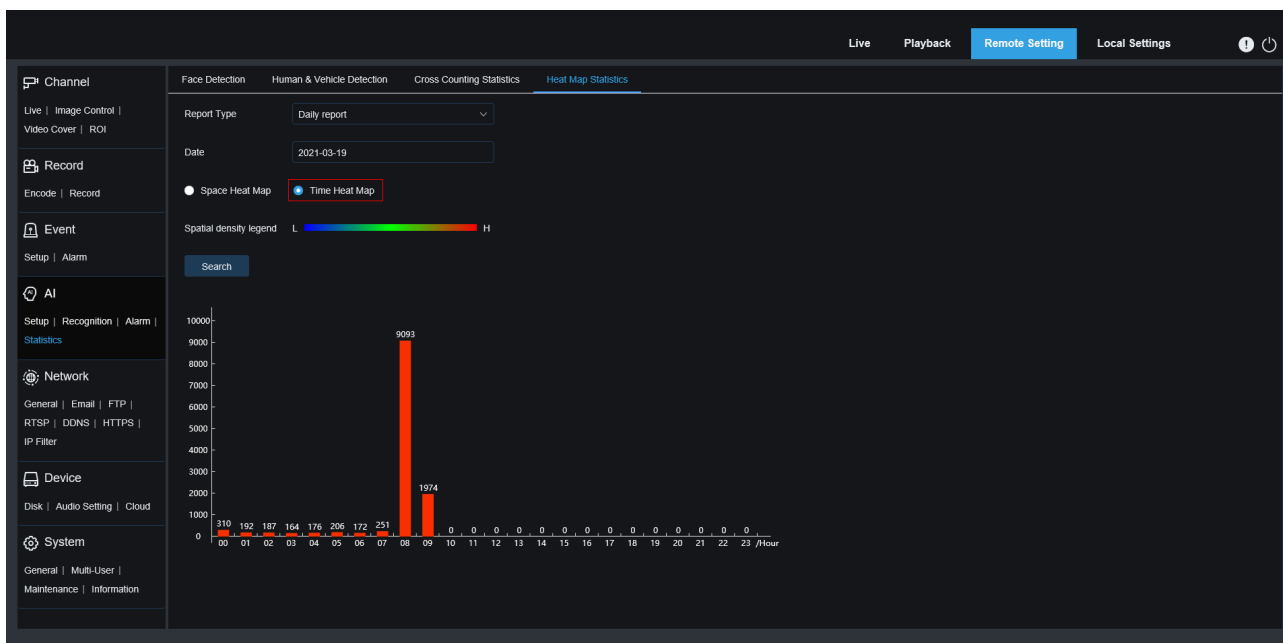 Live Playback Remote Setting Local Settings
Channel
Live | Image Control |
Video Cover | ROI
Record
Encode | Record
Event
Setup | Alarm
AI
Setup | Recognition | Alarm |
Statistics
Network
General | Email | FTP |
RTSP | DDNS | HTTPS |
IP Filter
Device
Disk | Audio Setting | Cloud
System
General | Multi-User |
Maintenance | Information
Face Detection Human & Vehicle Detection Cross Counting Statistics Heat Map Statistics
Report Type Daily report
Date 2021-03-19
Space Heat Map Time Heat Map
Spatial density legend L H
Search
10000
9000
8000
7000
6000
5000
4000
3000
2000
1000
0
310 192 187 164 176 206 172 251 9093 1974 0 0 0 0 0 0 0 0 0 0 0 0 0 0
00 01 02 03 04 05 06 07 08 09 10 11 12 13 14 15 16 17 18 19 20 21 22 23 /Hour